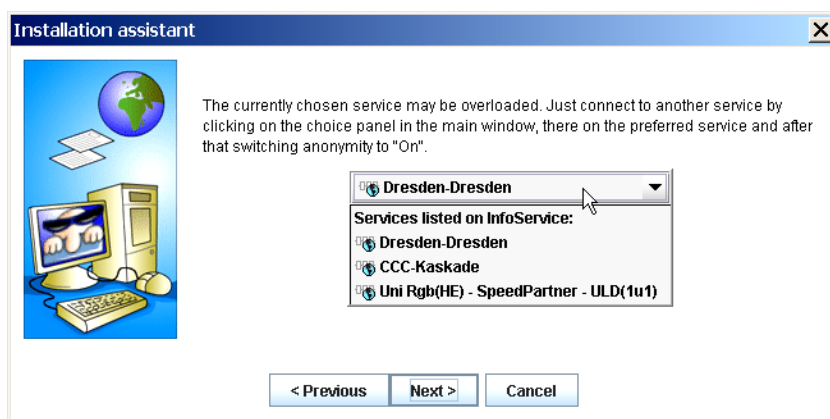 Installation assistant
The currently chosen service may be overloaded. Just connect to another service by
clicking on the choice panel in the main window, there on the preferred service and after
that switching anonymity to "On".
Dresden-Dresden
Services listed on InfoService:
Dresden-Dresden
CCC-Kaskade
Uni Rgb(HE) - SpeedPartner - ULD(1u1)
< Previous Next > Cancel